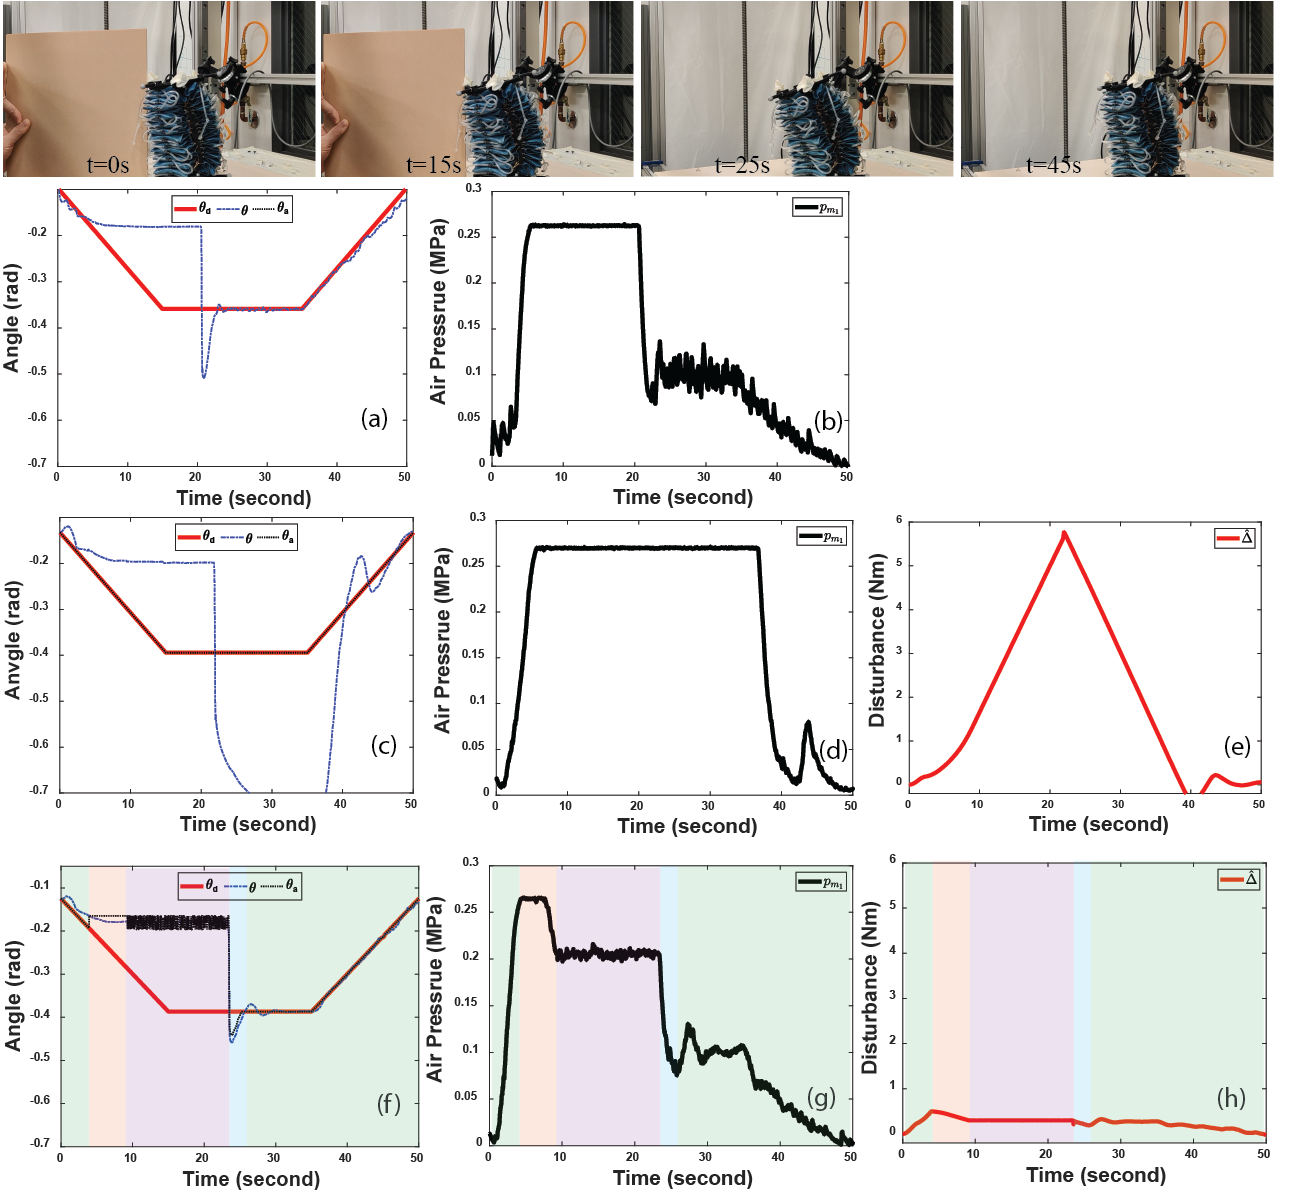 t=0s
t=15s
t=25s
t=45s
θd θ θa
Angle (rad)
-0.2
-0.3
-0.4
-0.5
-0.6
-0.7
0 10 20 30 40 50
Time (second)
(a)
pm1
Air Pressrue (MPa)
0.3
0.25
0.2
0.15
0.1
0.05
0
0 10 20 30 40 50
Time (second)
(b)
θd θ θa
Anvgle (rad)
-0.2
-0.3
-0.4
-0.5
-0.6
-0.7
0 10 20 30 40 50
Time (second)
(c)
pm1
Air Pressrue (MPa)
0.3
0.25
0.2
0.15
0.1
0.05
0
0 10 20 30 40 50
Time (second)
(d)
Δ̂
Disturbance (Nm)
6
5
4
3
2
1
0
0 10 20 30 40 50
Time (second)
(e)
θd θ θa
Angle (rad)
-0.1
-0.2
-0.3
-0.4
-0.5
-0.6
-0.7
0 10 20 30 40 50
Time (second)
(f)
pm1
Air Pressrue (MPa)
0.3
0.25
0.2
0.15
0.1
0.05
0
0 10 20 30 40 50
Time (second)
(g)
Δ̂
Disturbance (Nm)
6
5
4
3
2
1
0
0 10 20 30 40 50
Time (second)
(h)